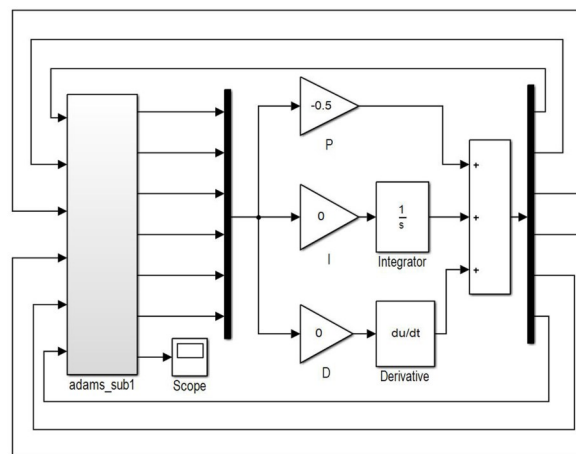 -0.5
P
+
0
I
1
s
Integrator
+
+
0
D
du/dt
Derivative
adams_sub1
Scope